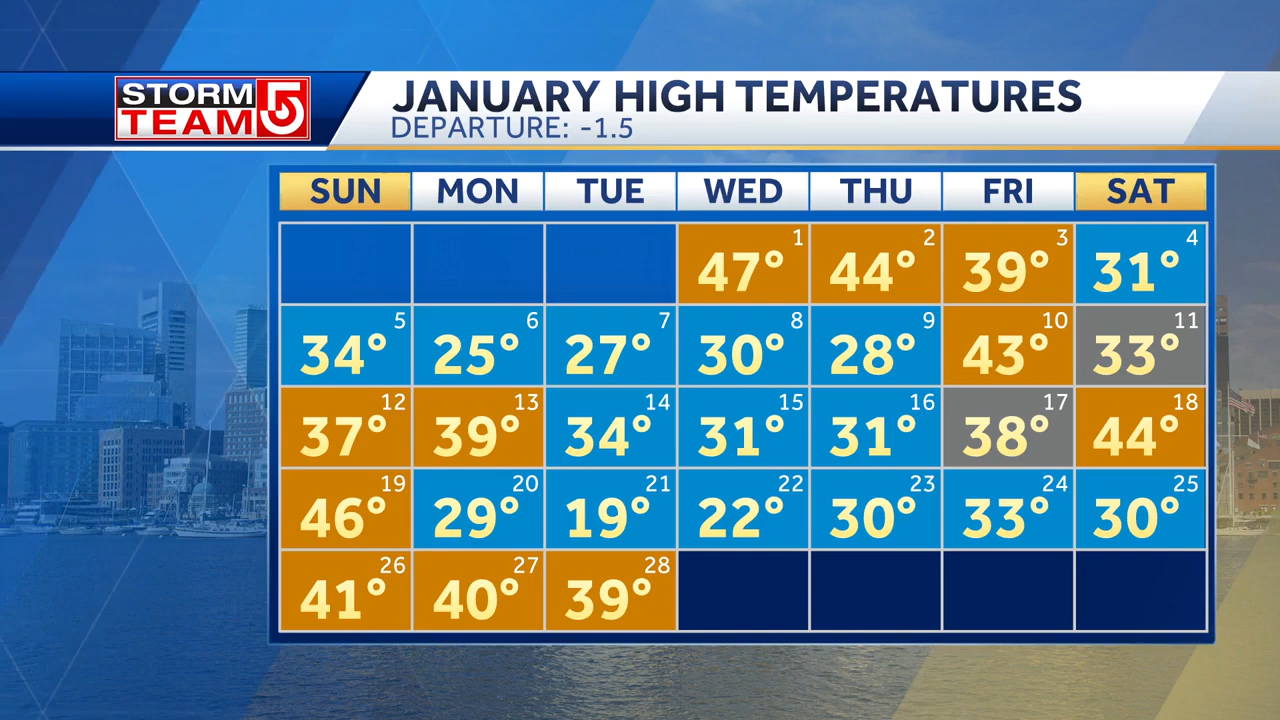 STORM
TEAM 5
JANUARY HIGH TEMPERATURES
DEPARTURE: -1.5
SUN MON TUE WED THU FRI SAT
1 2 3 4
47° 44° 39° 31°
5 6 7 8 9 10 11
34° 25° 27° 30° 28° 43° 33°
12 13 14 15 16 17 18
37° 39° 34° 31° 31° 38° 44°
19 20 21 22 23 24 25
46° 29° 19° 22° 30° 33° 30°
26 27 28
41° 40° 39°